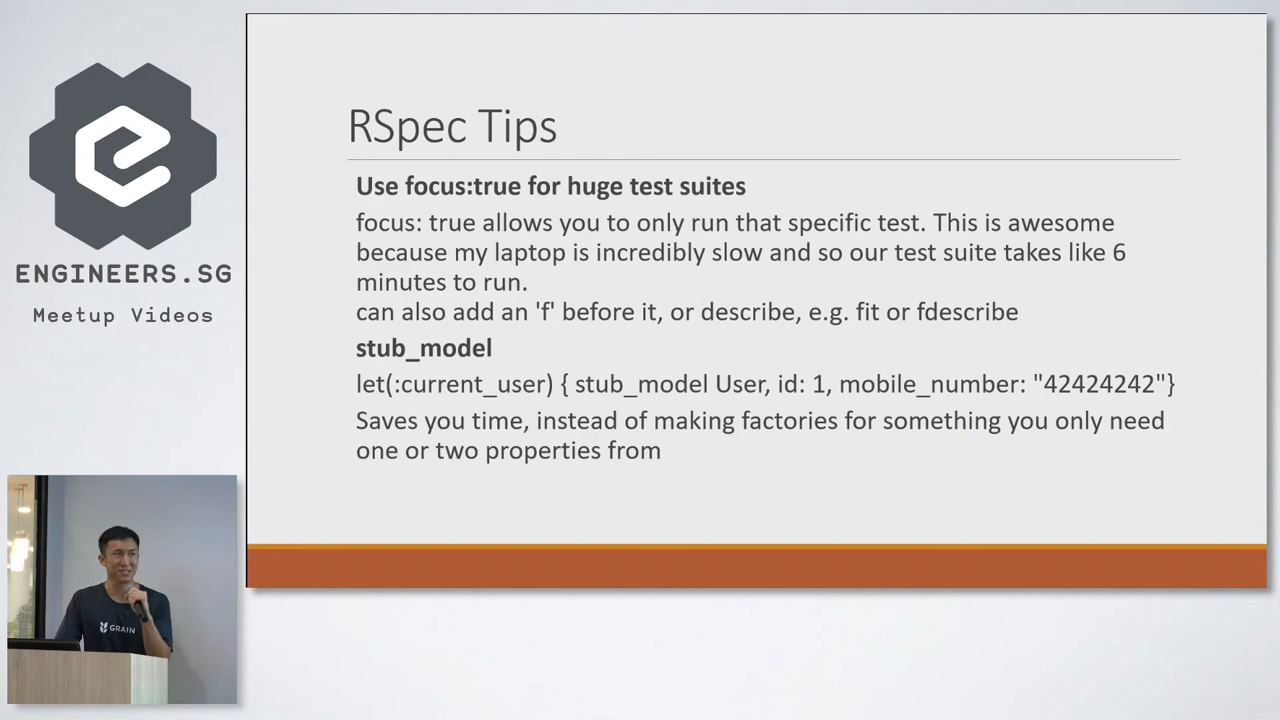 ENGINEERS.SG
Meetup Videos
RSpec Tips
Use focus:true for huge test suites
focus: true allows you to only run that specific test. This is awesome
because my laptop is incredibly slow and so our test suite takes like 6
minutes to run.
can also add an 'f' before it, or describe, e.g. fit or fdescribe
stub_model
let(:current_user) { stub_model User, id: 1, mobile_number: "42424242"}
Saves you time, instead of making factories for something you only need
one or two properties from
GRAIN